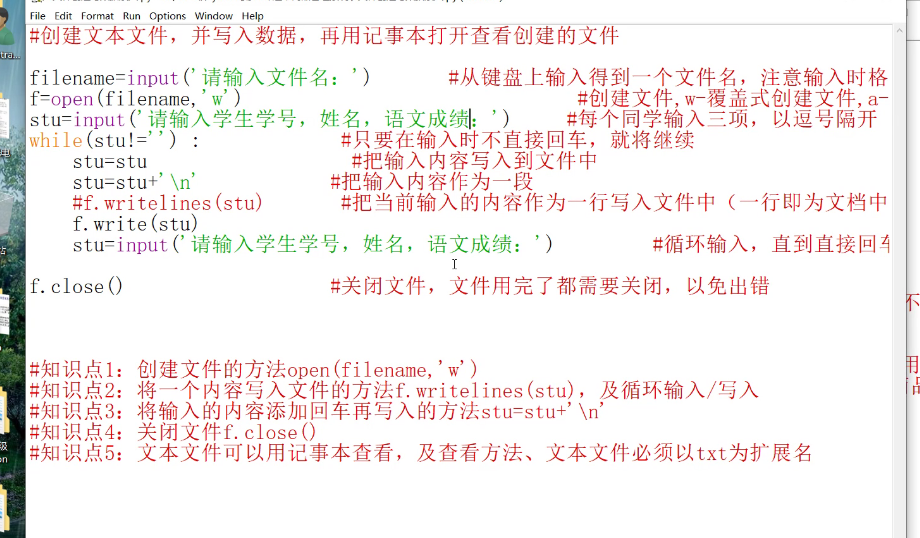 File Edit Format Run Options Window Help
#创建文本文件，并写入数据，再用记事本打开查看创建的文件
filename=input('请输入文件名：') #从键盘上输入得到一个文件名，注意输入时格
f=open(filename,'w') #创建文件,w-覆盖式创建文件,a-
stu=input('请输入学生学号，姓名，语文成绩：') #每个同学输入三项，以逗号隔开
while(stu!='') : #只要在输入时不直接回车，就将继续
stu=stu #把输入内容写入到文件中
stu=stu+'\n' #把输入内容作为一段
#f.writelines(stu) #把当前输入的内容作为一行写入文件中（一行即为文档中
f.write(stu)
stu=input('请输入学生学号，姓名，语文成绩：') #循环输入，直到直接回车
f.close() #关闭文件，文件用完了都需要关闭，以免出错
#知识点1：创建文件的方法open(filename,'w')
#知识点2：将一个内容写入文件的方法f.writelines(stu)，及循环输入/写入
#知识点3：将输入的内容添加回车再写入的方法stu=stu+'\n'
#知识点4：关闭文件f.close()
#知识点5：文本文件可以用记事本查看，及查看方法、文本文件必须以txt为扩展名